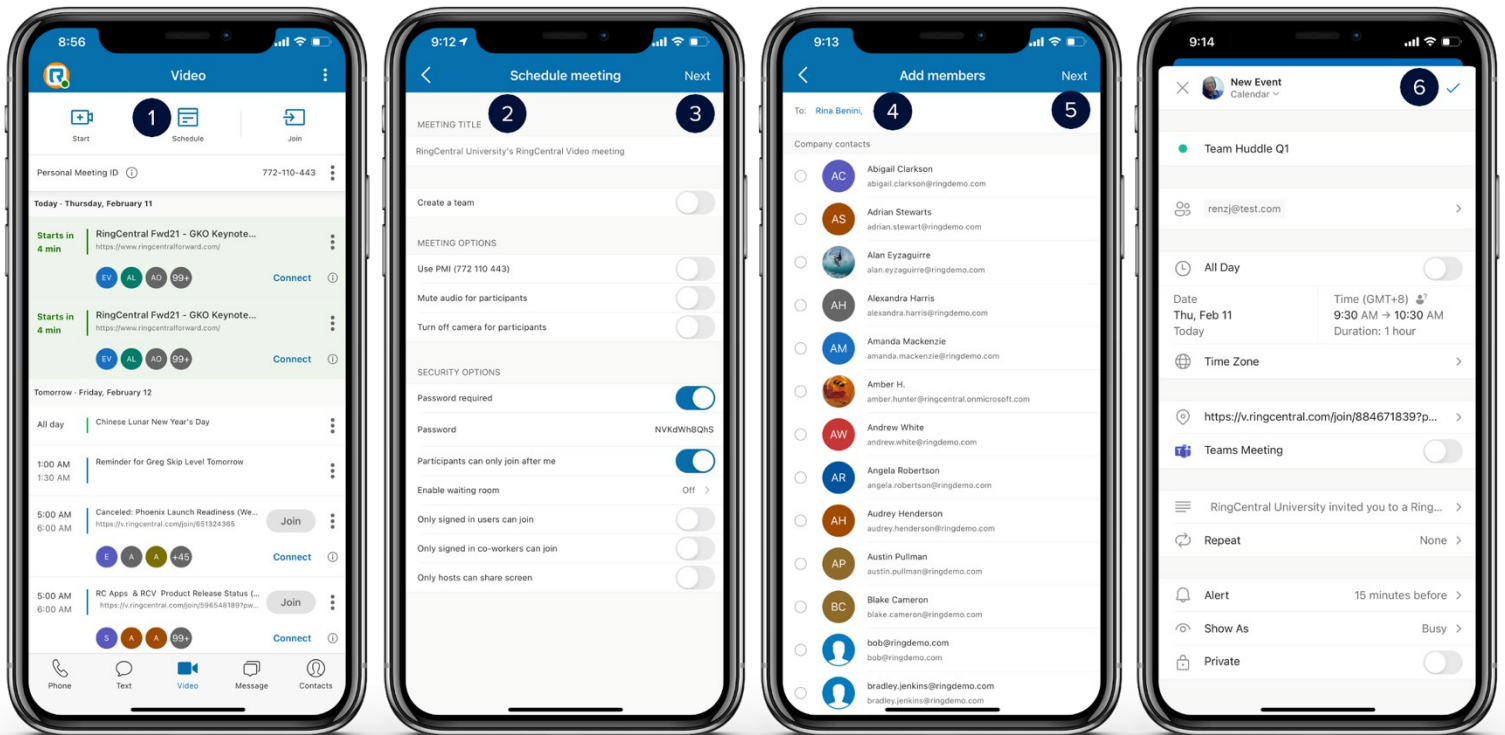 8:56
Video
1
Start
Schedule
Join
Personal Meeting ID
772-110-443
Today - Thursday, February 11
Starts in 4 min
RingCentral Fwd21 - GKO Keynote...
https://www.ringcentralforward.com/
EV AL AO 99+
Connect
Starts in 4 min
RingCentral Fwd21 - GKO Keynote...
https://www.ringcentralforward.com/
EV AL AO 99+
Connect
Tomorrow - Friday, February 12
All day
Chinese Lunar New Year's Day
1:00 AM
1:30 AM
Reminder for Greg Skip Level Tomorrow
5:00 AM
6:00 AM
Canceled: Phoenix Launch Readiness (We...
https://v.ringcentral.com/join/651324365
Join
E A A +45
Connect
5:00 AM
6:00 AM
RC Apps & RCV Product Release Status (...
https://v.ringcentral.com/join/596548189?pw...
Join
S A A 99+
Connect
Phone
Text
Video
Message
Contacts
9:12
Schedule meeting
Next
2
3
MEETING TITLE
RingCentral University's RingCentral Video meeting
Create a team
MEETING OPTIONS
Use PMI (772 110 443)
Mute audio for participants
Turn off camera for participants
SECURITY OPTIONS
Password required
Password NVKdWh8QhS
Participants can only join after me
Enable waiting room Off
Only signed in users can join
Only signed in co-workers can join
Only hosts can share screen
9:13
Add members
Next
To: Rina Benini,
4
5
Company contacts
AC
Abigail Clarkson
abigail.clarkson@ringdemo.com
AS
Adrian Stewarts
adrian.stewart@ringdemo.com
Alan Eyzaguirre
alan.eyzaguirre@ringdemo.com
AH
Alexandra Harris
alexandra.harris@ringdemo.com
AM
Amanda Mackenzie
amanda.mackenzie@ringdemo.com
Amber H.
amber.hunter@ringcentral.onmicrosoft.com
AW
Andrew White
andrew.white@ringdemo.com
AR
Angela Robertson
angela.robertson@ringdemo.com
AH
Audrey Henderson
audrey.henderson@ringdemo.com
AP
Austin Pullman
austin.pullman@ringdemo.com
BC
Blake Cameron
blake.cameron@ringdemo.com
bob@ringdemo.com
bob@ringdemo.com
bradley.jenkins@ringdemo.com
bradley.jenkins@ringdemo.com
9:14
New Event
Calendar
6
Team Huddle Q1
renzj@test.com
All Day
Date
Thu, Feb 11
Today
Time (GMT+8)
9:30 AM → 10:30 AM
Duration: 1 hour
Time Zone
https://v.ringcentral.com/join/884671839?p...
Teams Meeting
RingCentral University invited you to a Ring...
Repeat None
Alert 15 minutes before
Show As Busy
Private